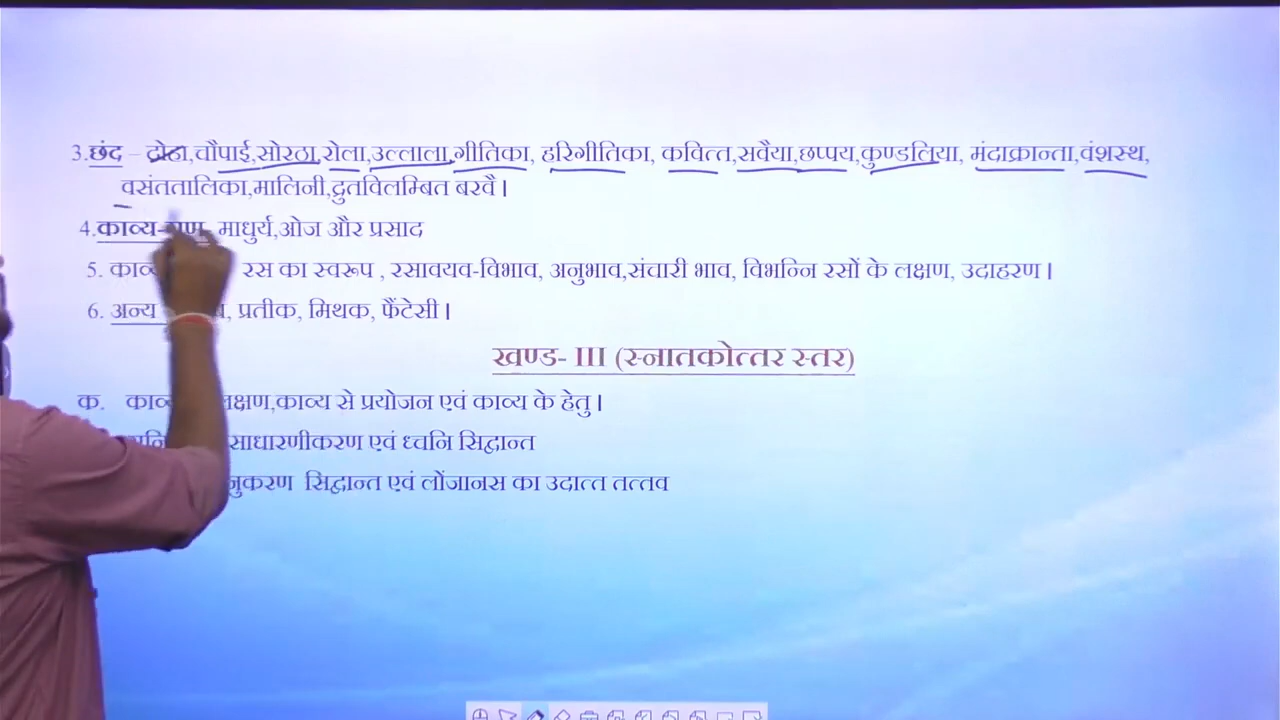 3.छंद – दोहा,चौपाई,सोरठा,रोला,उल्लाला,गीतिका, हरिगीतिका, कवित्त,सवैया,छप्पय,कुण्डलिया, मंदाक्रान्ता,वंशस्थ,
वसंततालिका,मालिनी,द्रुतविलम्बित बरवै।
4.काव्य- माधुर्य,ओज और प्रसाद
5. रस का स्वरूप , रसावयव-विभाव, अनुभाव,संचारी भाव, विभन्नि रसों के लक्षण, उदाहरण।
6. अन्य प्रतीक, मिथक, फैंटेसी।
खण्ड- III (स्नातकोत्तर स्तर)
क. लक्षण,काव्य से प्रयोजन एवं काव्य के हेतु।
साधारणीकरण एवं ध्वनि सिद्वान्त
सिद्वान्त एवं लोंजानस का उदात्त तत्तव